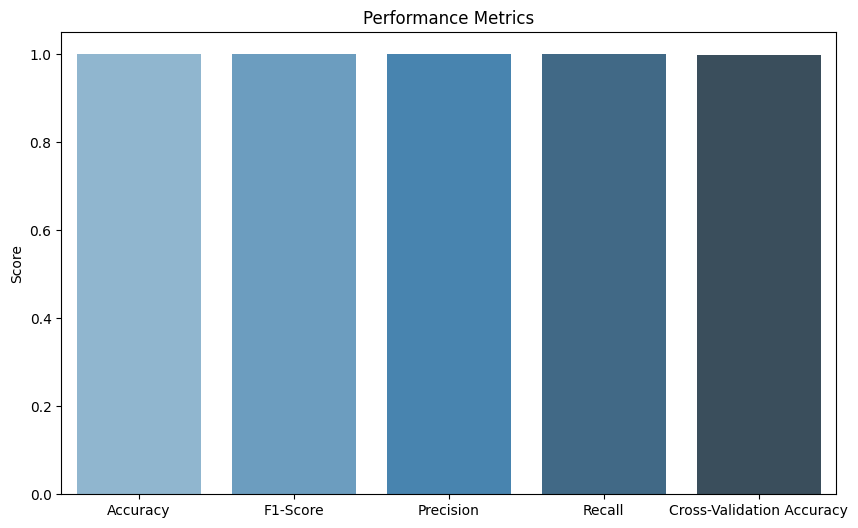 Performance Metrics
1.0
0.8
0.6
0.4
0.2
0.0
Score
Accuracy
F1-Score
Precision
Recall
Cross-Validation Accuracy